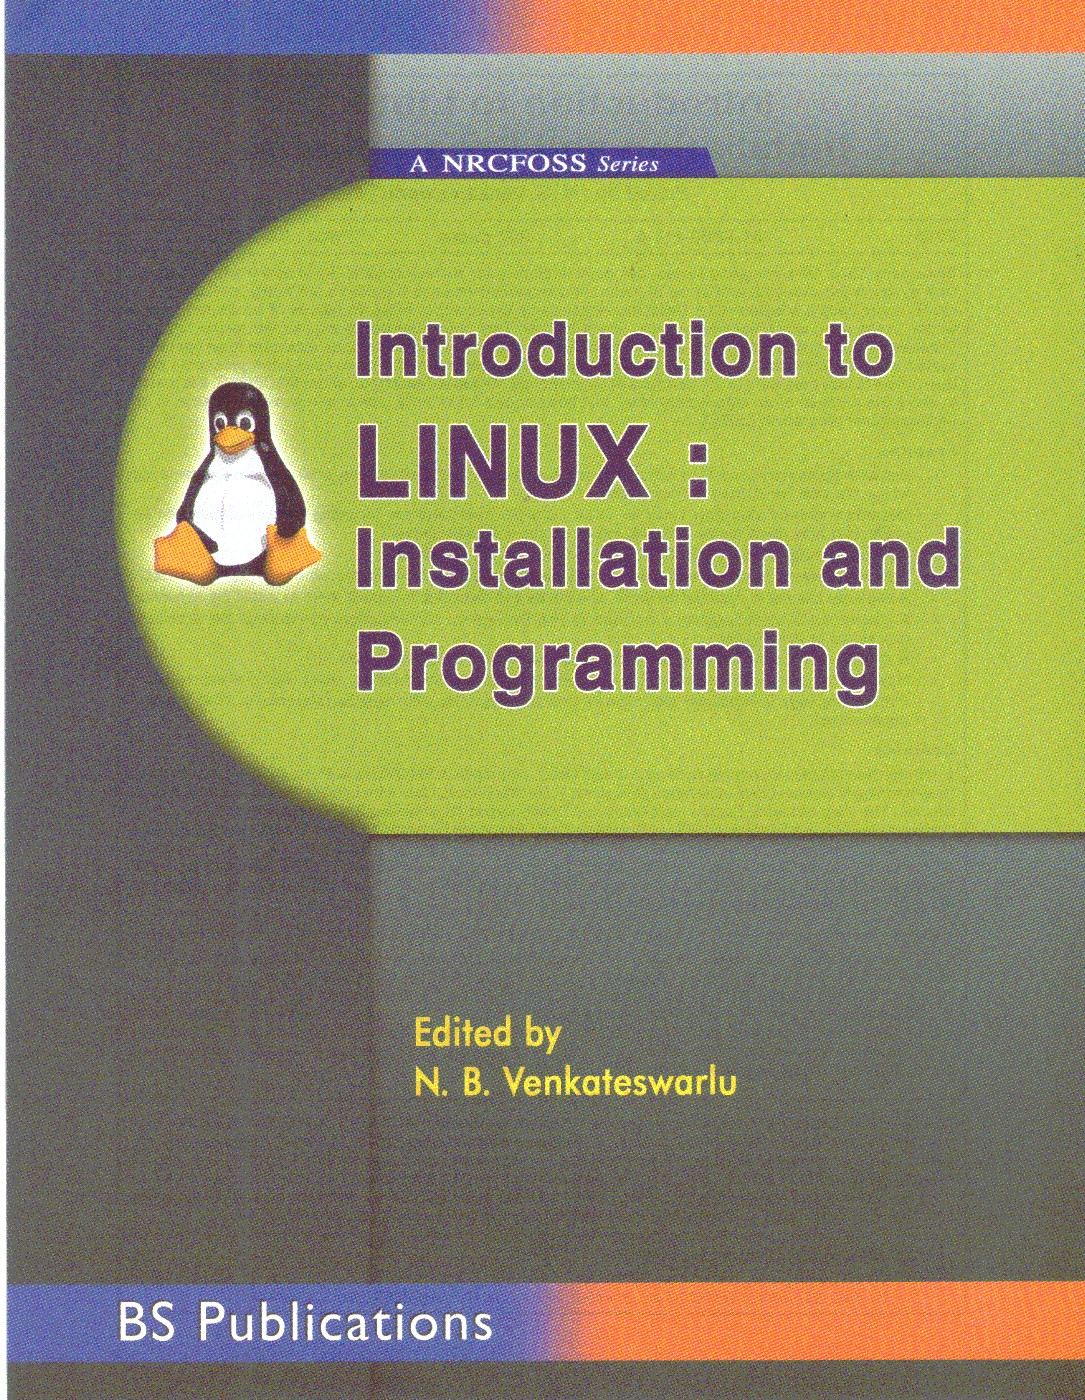 A NRCFOSS Series
Introduction to
LINUX :
Installation and
Programming
Edited by
N. B. Venkateswarlu
BS Publications